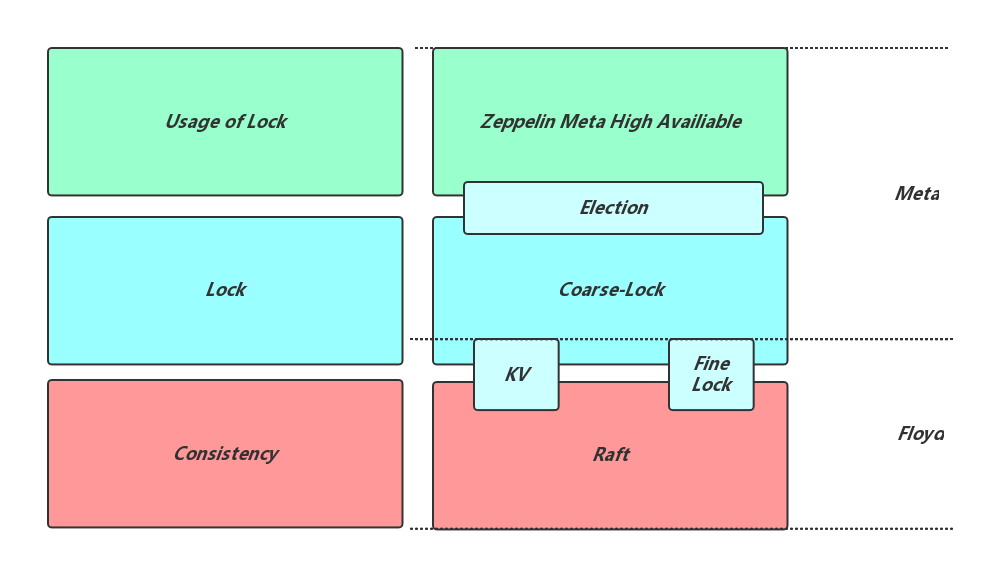 Usage of Lock
Zeppelin Meta High Availiable
Meta
Election
Lock
Coarse-Lock
KV
Fine
Lock
Floyd
Consistency
Raft